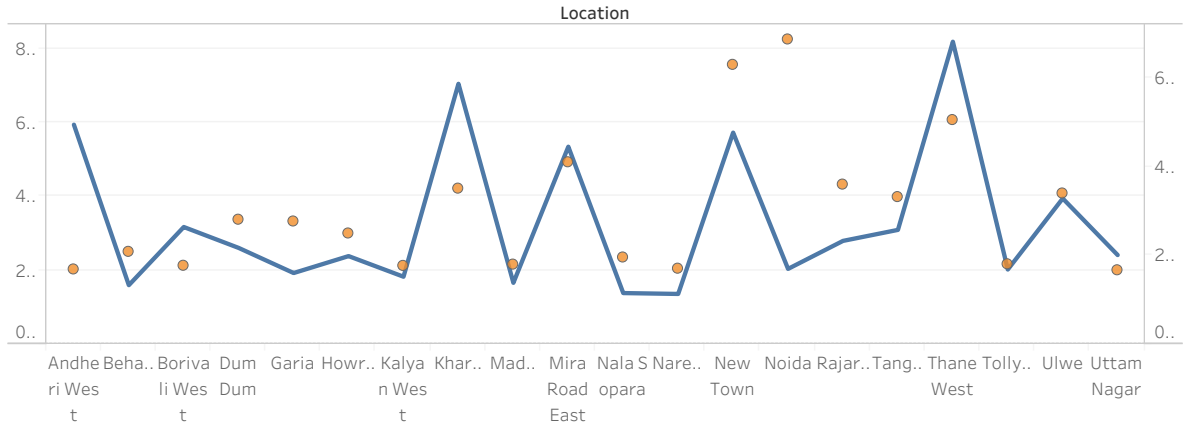 Location
8..
6..
4..
2..
0..
6..
4..
2..
0..
Andhe Beha.. Boriva Dum Garia Howr.. Kalya Khar.. Mad.. Mira Nala S Nare.. New Noida Rajar.. Tang.. Thane Tolly.. Ulwe Uttam
ri Wes li Wes Dum n Wes Road opara Town West Nagar
t t t East